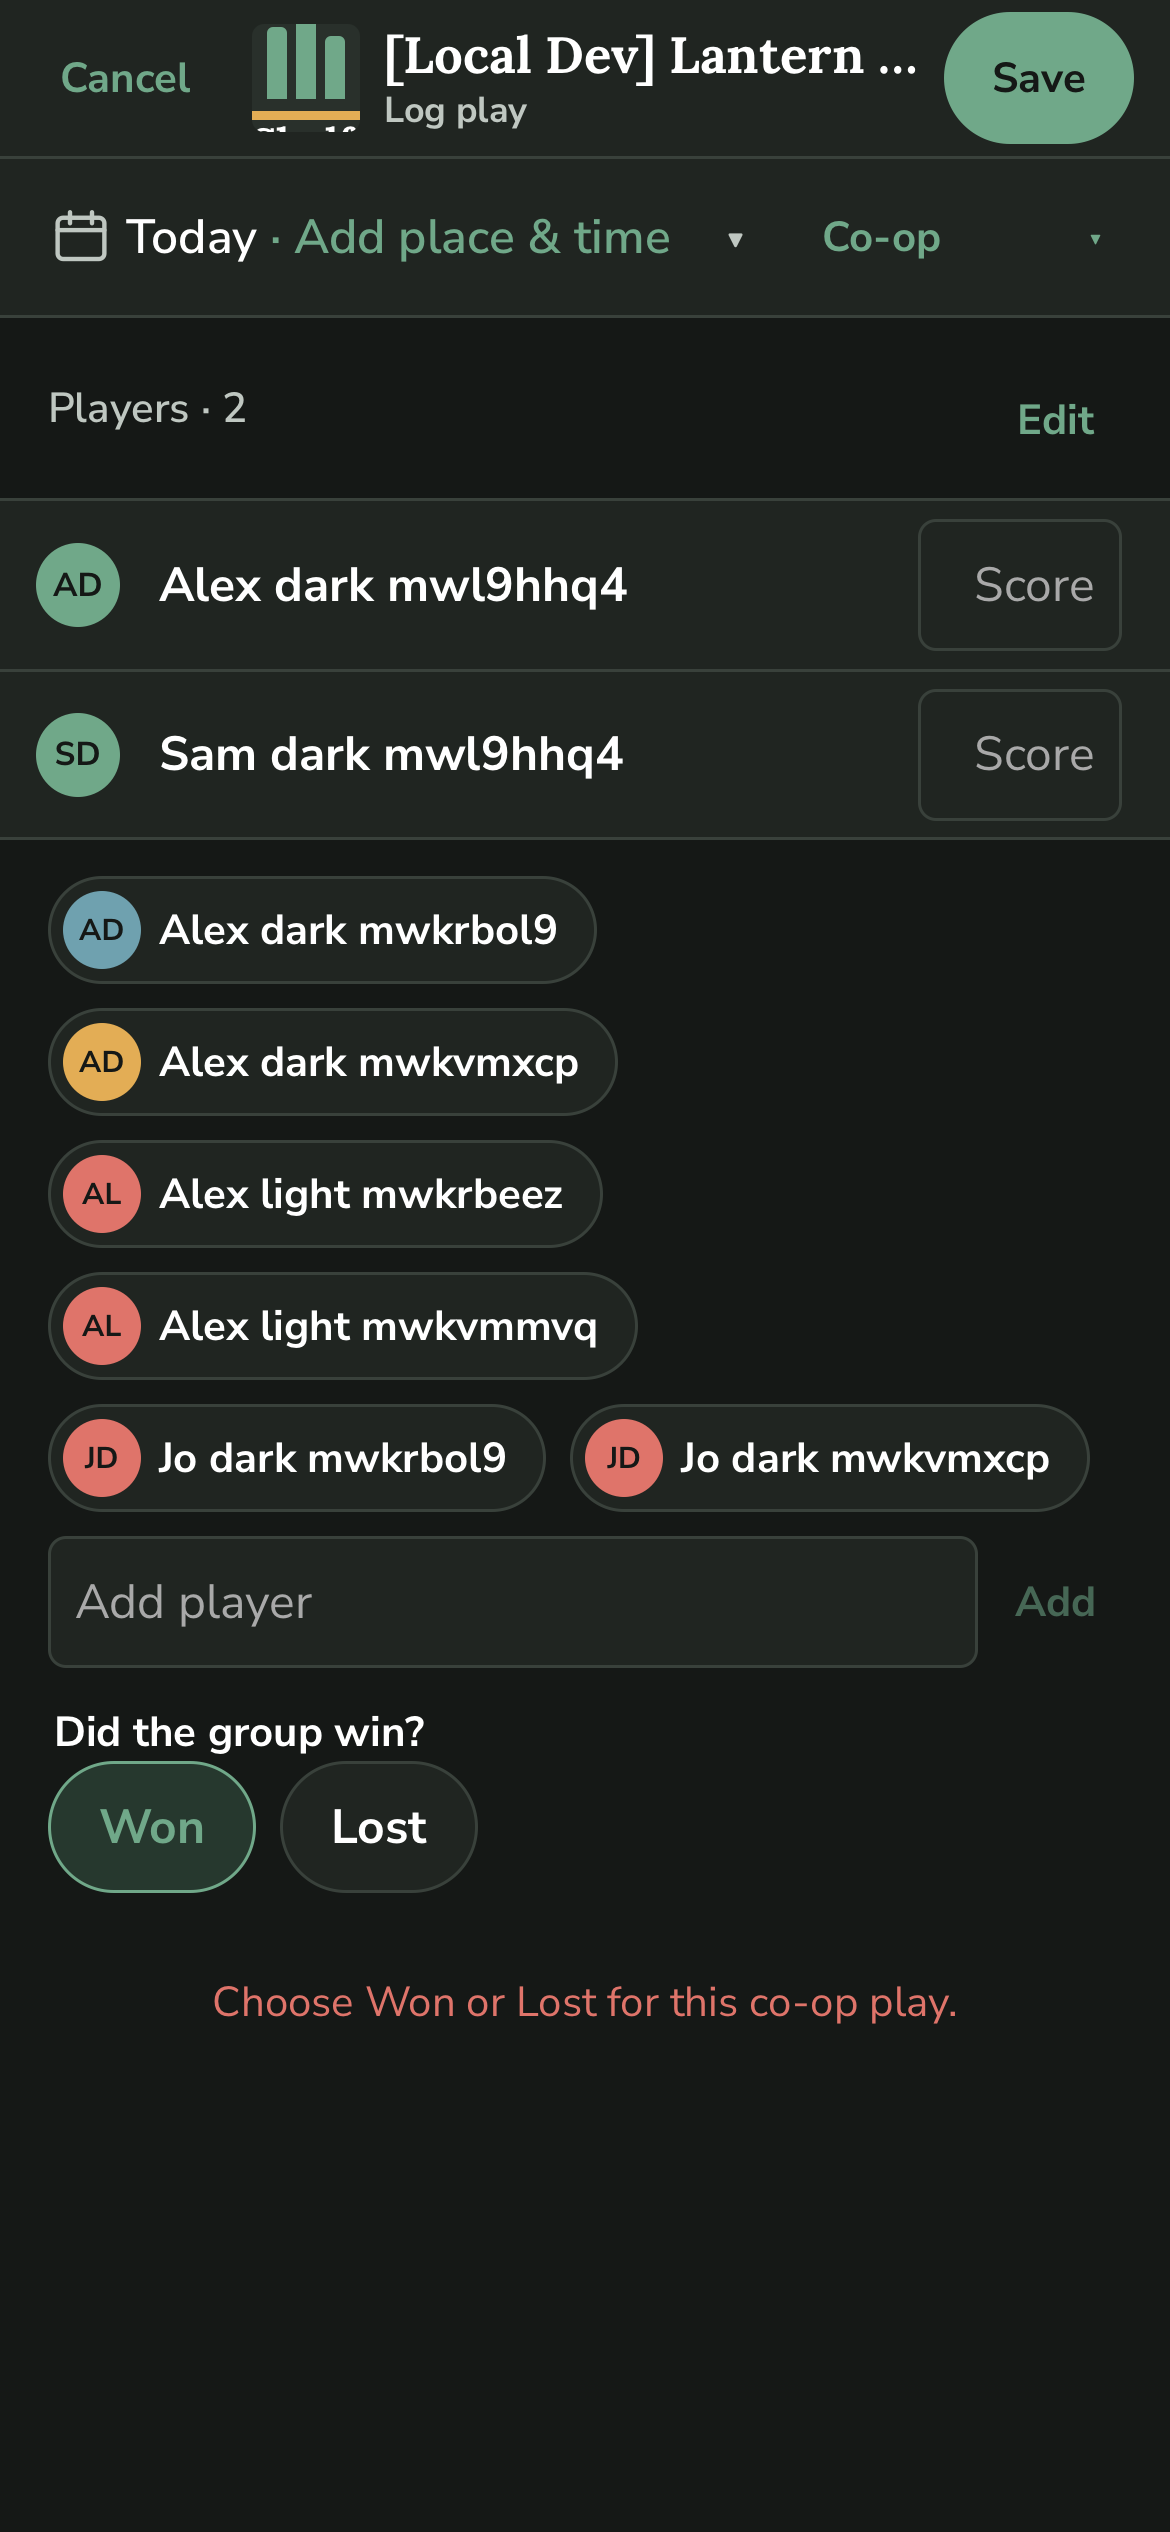 Cancel
[Local Dev] Lantern ...
Log play
Save
Today · Add place & time
Co-op
Players · 2
Edit
AD Alex dark mwl9hhq4 Score
SD Sam dark mwl9hhq4 Score
AD Alex dark mwkrbol9
AD Alex dark mwkvmxcp
AL Alex light mwkrbeez
AL Alex light mwkvmmvq
JD Jo dark mwkrbol9 JD Jo dark mwkvmxcp
Add player Add
Did the group win?
Won Lost
Choose Won or Lost for this co-op play.